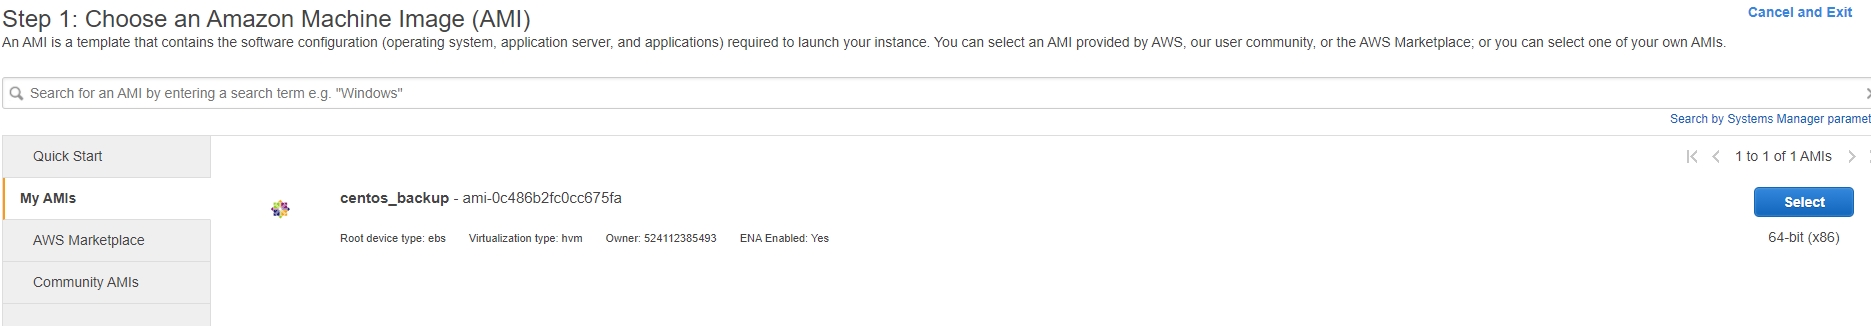 Step 1: Choose an Amazon Machine Image (AMI)
Cancel and Exit
An AMI is a template that contains the software configuration (operating system, application server, and applications) required to launch your instance. You can select an AMI provided by AWS, our user community, or the AWS Marketplace; or you can select one of your own AMIs.
Search for an AMI by entering a search term e.g. "Windows"
Search by Systems Manager paramet
Quick Start
1 to 1 of 1 AMIs
My AMIs
centos_backup - ami-0c486b2fc0cc675fa
Select
Root device type: ebs Virtualization type: hvm Owner: 524112385493 ENA Enabled: Yes
64-bit (x86)
AWS Marketplace
Community AMIs